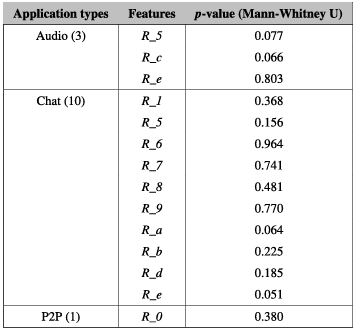 Application types Features p-value (Mann-Whitney U)
Audio (3) R_5 0.077
R_c 0.066
R_e 0.803
Chat (10) R_1 0.368
R_5 0.156
R_6 0.964
R_7 0.741
R_8 0.481
R_9 0.770
R_a 0.064
R_b 0.225
R_d 0.185
R_e 0.051
P2P (1) R_0 0.380